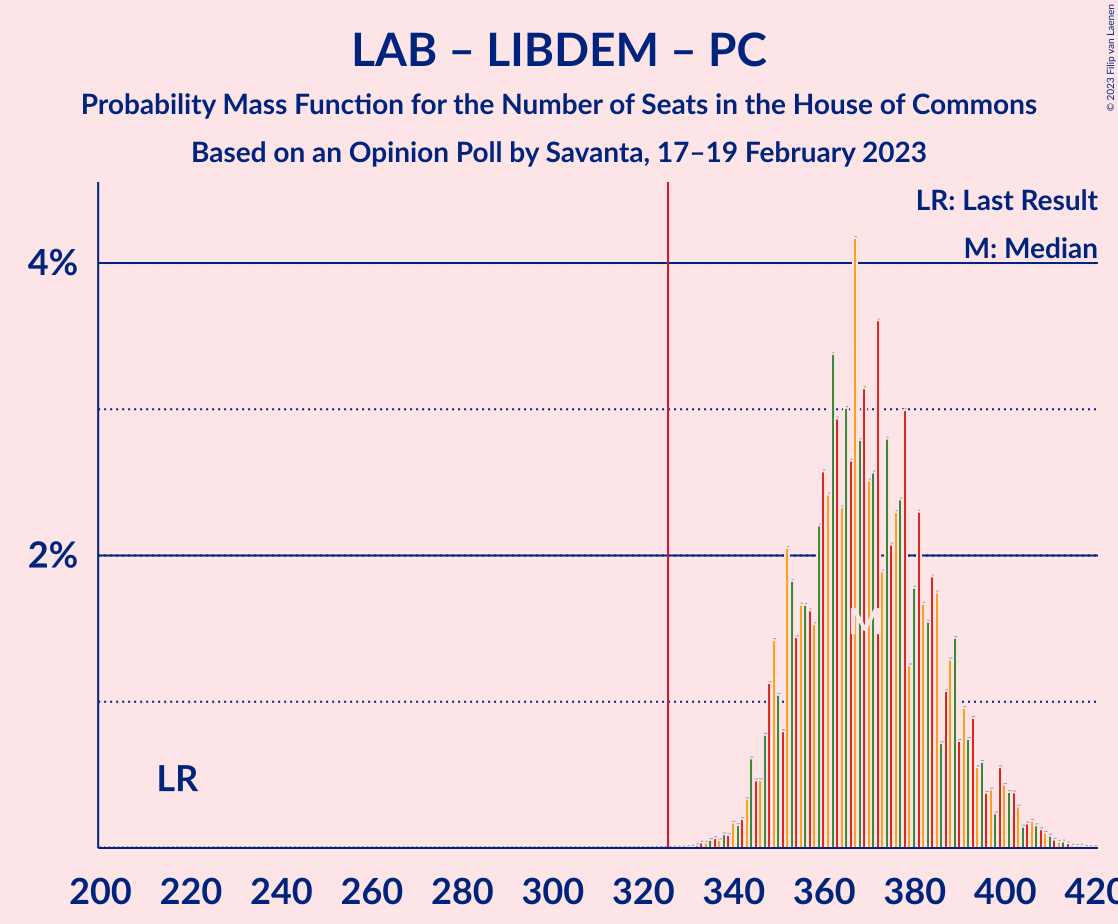 LAB – LIBDEM – PC
Probability Mass Function for the Number of Seats in the House of Commons
Based on an Opinion Poll by Savanta, 17–19 February 2023
© 2023 Filip van Laenen
LR: Last Result
M: Median
4%
2%
M
LR
200 220 240 260 280 300 320 340 360 380 400 420